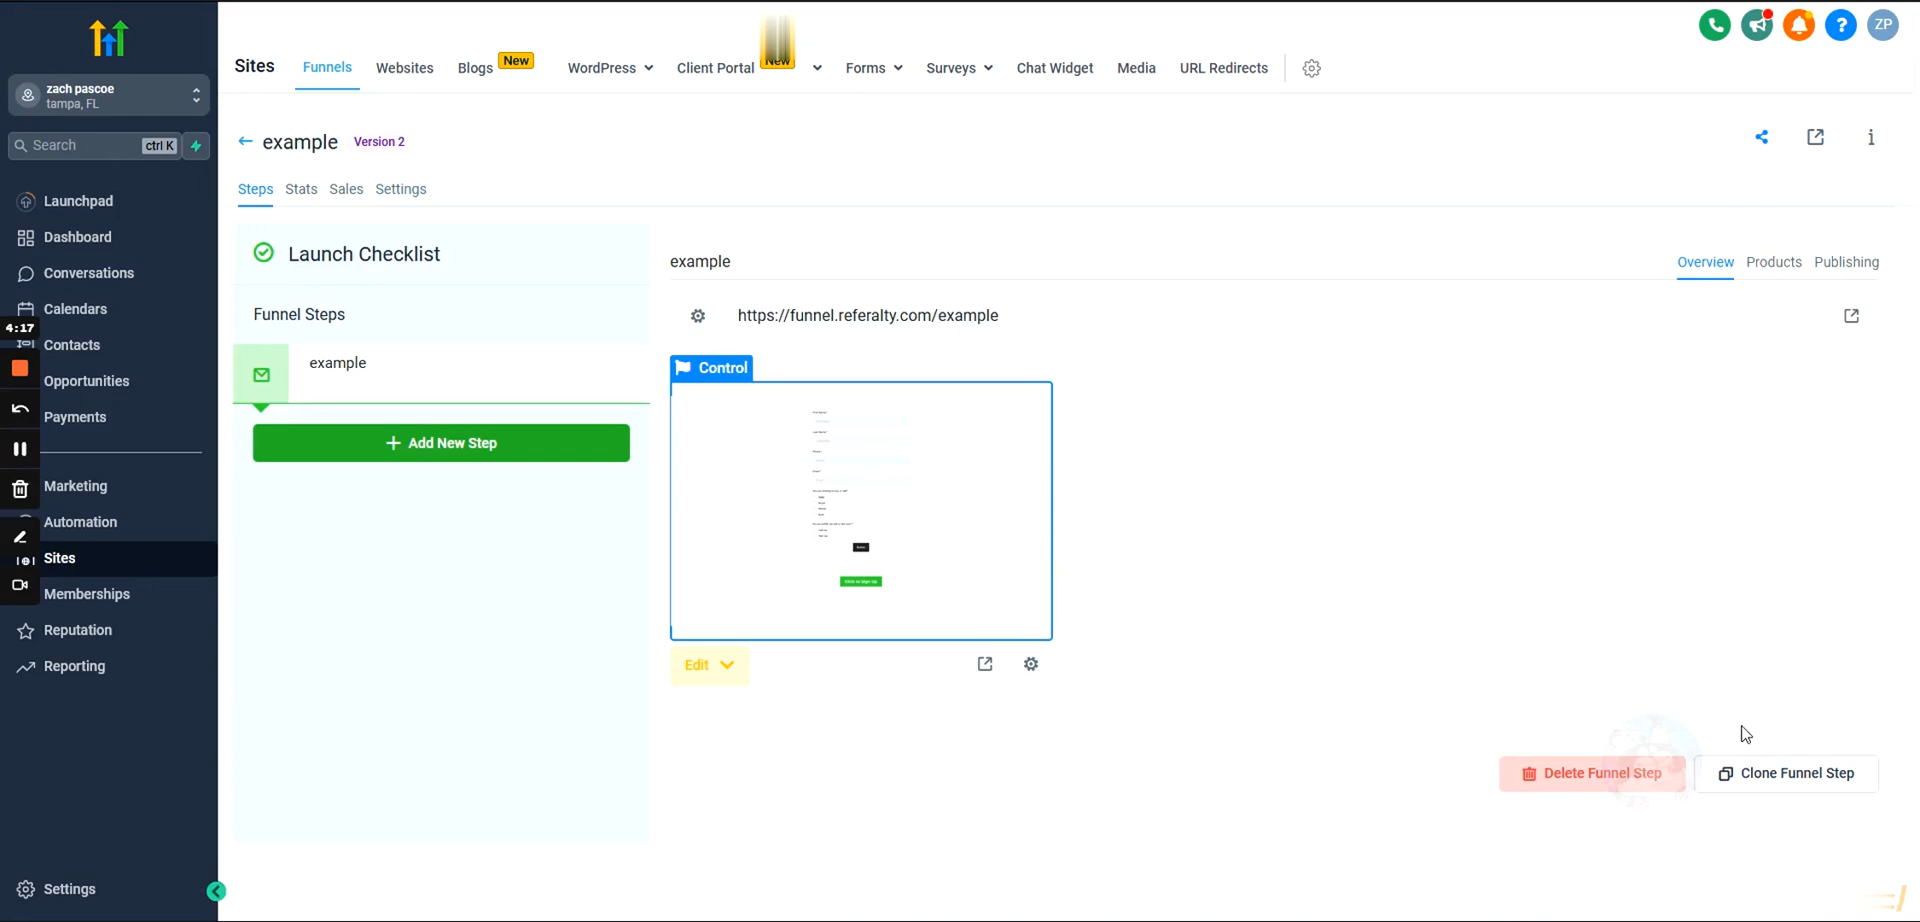 zach pascoe
tampa, FL
Search
ctrl K
Launchpad
Dashboard
Conversations
Calendars
4:17
Contacts
Opportunities
Payments
Marketing
Automation
Sites
Memberships
Reputation
Reporting
Settings
Sites
Funnels
Websites
Blogs
New
WordPress
Client Portal
New
Forms
Surveys
Chat Widget
Media
URL Redirects
?
ZP
example
Version 2
Steps
Stats
Sales
Settings
Launch Checklist
Funnel Steps
example
Add New Step
example
Overview
Products
Publishing
https://funnel.referalty.com/example
Control
Edit
Delete Funnel Step
Clone Funnel Step